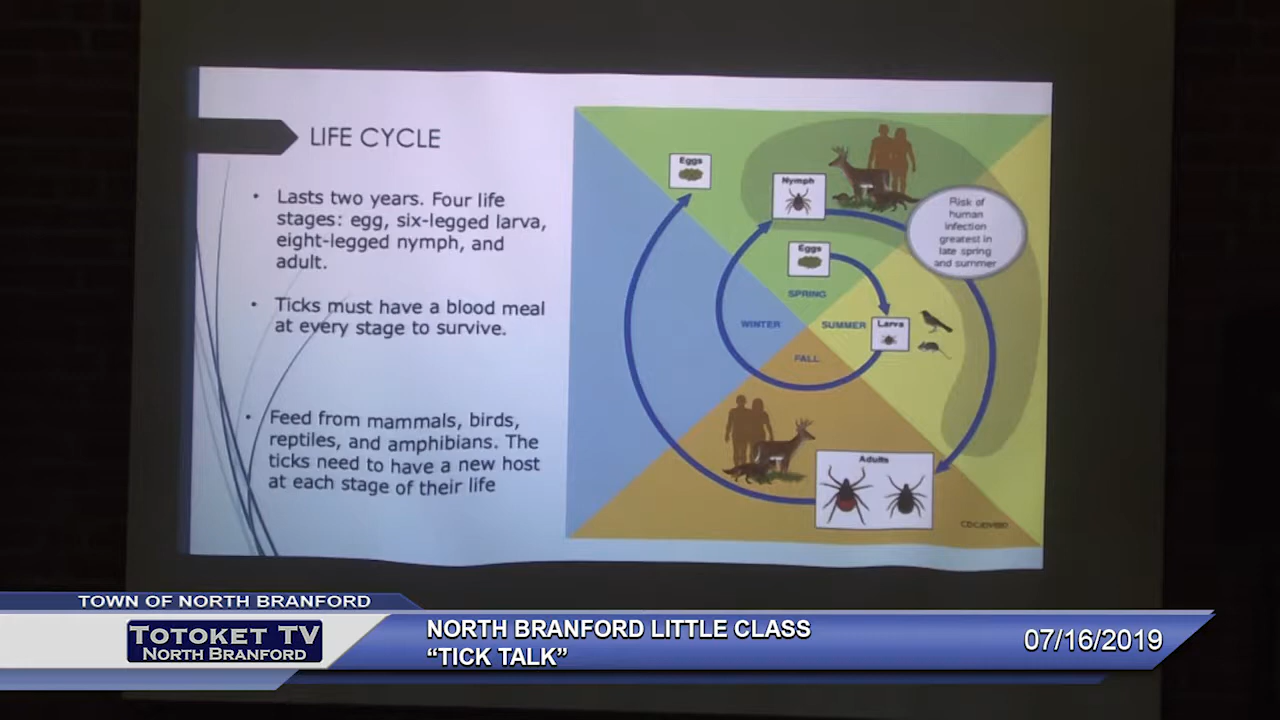 LIFE CYCLE
• Lasts two years. Four life
stages: egg, six-legged larva,
eight-legged nymph, and
adult.
• Ticks must have a blood meal
at every stage to survive.
• Feed from mammals, birds,
reptiles, and amphibians. The
ticks need to have a new host
at each stage of their life
Eggs
Nymph
Risk of
human
infection
greatest in
late spring
and summer
Eggs
SPRING
WINTER
SUMMER
Larva
FALL
Adults
TOWN OF NORTH BRANFORD
TOTOKET TV
NORTH BRANFORD
NORTH BRANFORD LITTLE CLASS
“TICK TALK”
07/16/2019